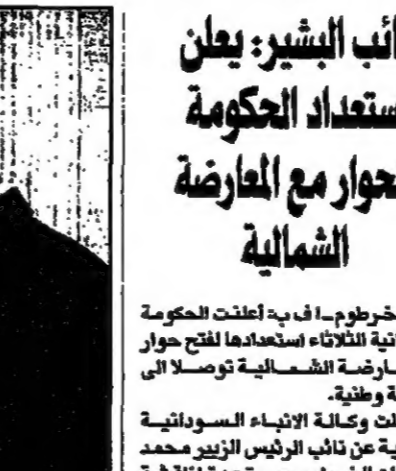 ائب البشير: يعلن
ستعداد الحكومة
حوار مع المعارضة
الشمالية
خرطوم ـ ا ف ب: أعلنت الحكومة
انية الثلاثاء استعدادها لفتح حوار
ارضة الشمالية توصلا الى
ة وطنية.
لت وكالة الانباء السودانية
ية عن نائب الرئيس الزبير محمد